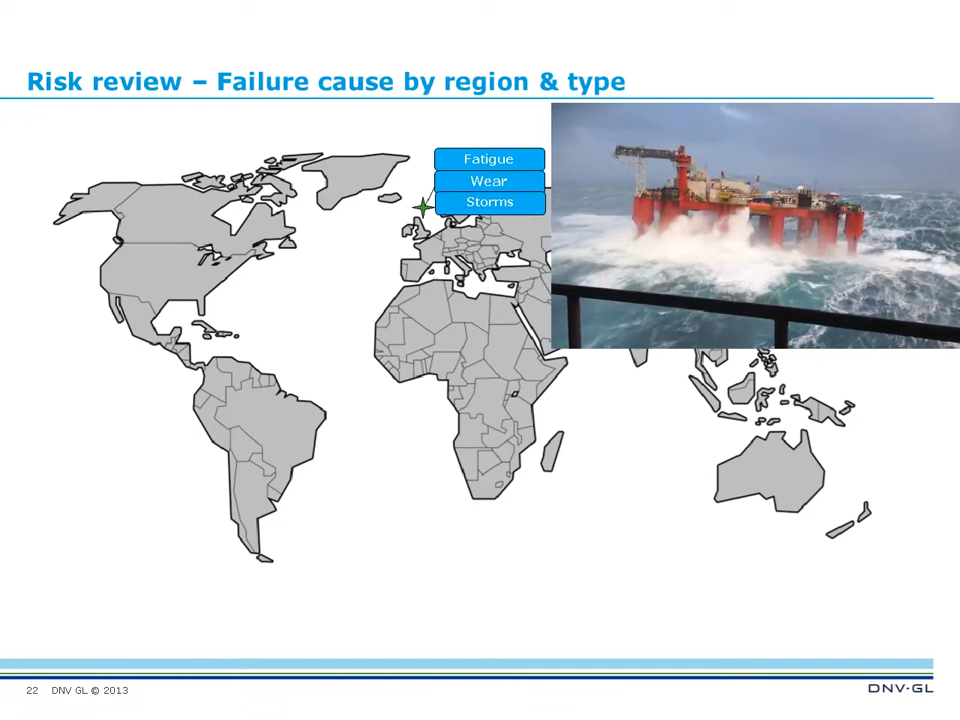 Risk review – Failure cause by region & type
Fatigue
Wear
Storms
22 DNV GL © 2013
DNV·GL